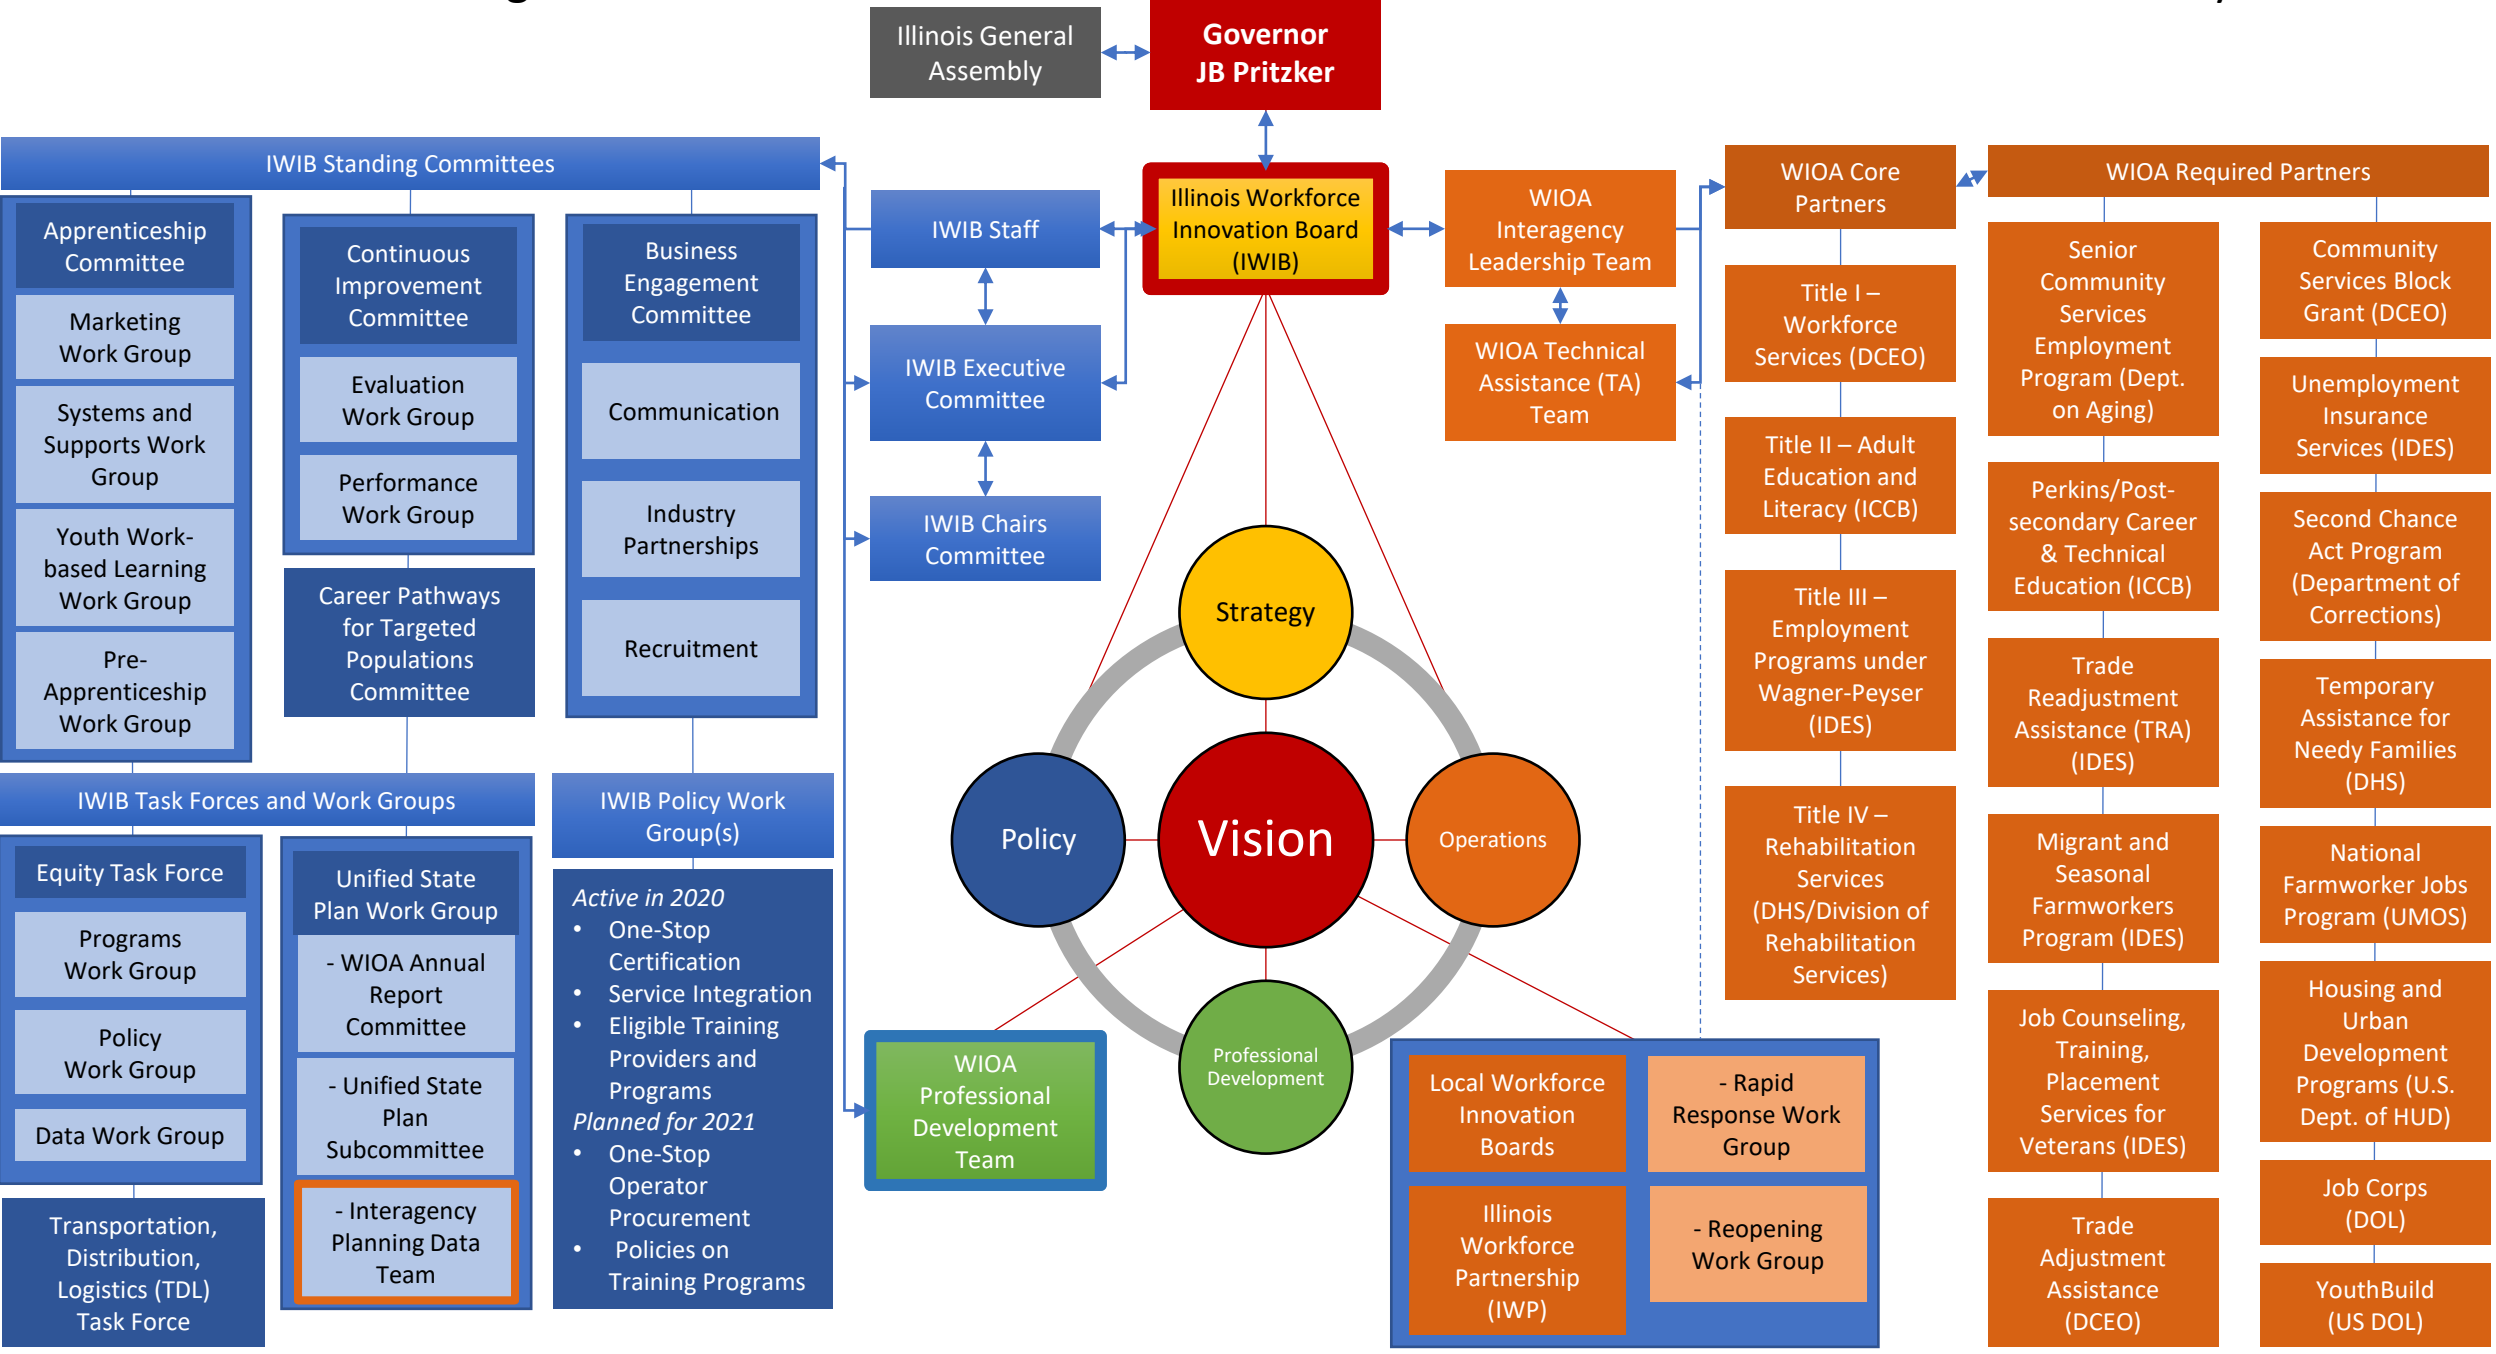 Illinois General
Assembly
Governor
JB Pritzker
IWIB Standing Committees
Apprenticeship
Committee
Marketing
Work Group
Systems and
Supports Work
Group
Youth Work-
based Learning
Work Group
Pre-
Apprenticeship
Work Group
Continuous
Improvement
Committee
Evaluation
Work Group
Performance
Work Group
Career Pathways
for Targeted
Populations
Committee
Business
Engagement
Committee
Communication
Industry
Partnerships
Recruitment
IWIB Staff
IWIB Executive
Committee
IWIB Chairs
Committee
Illinois Workforce
Innovation Board
(IWIB)
WIOA
Interagency
Leadership Team
WIOA Technical
Assistance (TA)
Team
WIOA Core
Partners
Title I –
Workforce
Services (DCEO)
Title II – Adult
Education and
Literacy (ICCB)
Title III –
Employment
Programs under
Wagner-Peyser
(IDES)
Title IV –
Rehabilitation
Services
(DHS/Division of
Rehabilitation
Services)
WIOA Required Partners
Senior
Community
Services
Employment
Program (Dept.
on Aging)
Perkins/Post-
secondary Career
& Technical
Education (ICCB)
Trade
Readjustment
Assistance (TRA)
(IDES)
Migrant and
Seasonal
Farmworkers
Program (IDES)
Job Counseling,
Training,
Placement
Services for
Veterans (IDES)
Trade
Adjustment
Assistance
(DCEO)
Community
Services Block
Grant (DCEO)
Unemployment
Insurance
Services (IDES)
Second Chance
Act Program
(Department of
Corrections)
Temporary
Assistance for
Needy Families
(DHS)
National
Farmworker Jobs
Program (UMOS)
Housing and
Urban
Development
Programs (U.S.
Dept. of HUD)
Job Corps
(DOL)
YouthBuild
(US DOL)
IWIB Task Forces and Work Groups
Equity Task Force
Programs
Work Group
Policy
Work Group
Data Work Group
Transportation,
Distribution,
Logistics (TDL)
Task Force
Unified State
Plan Work Group
- WIOA Annual
Report
Committee
- Unified State
Plan
Subcommittee
- Interagency
Planning Data
Team
IWIB Policy Work
Group(s)
Active in 2020
• One-Stop
Certification
• Service Integration
• Eligible Training
Providers and
Programs
Planned for 2021
• One-Stop
Operator
Procurement
• Policies on
Training Programs
Strategy
Policy
Vision
Operations
Professional
Development
WIOA
Professional
Development
Team
Local Workforce
Innovation
Boards
- Rapid
Response Work
Group
Illinois
Workforce
Partnership
(IWP)
- Reopening
Work Group